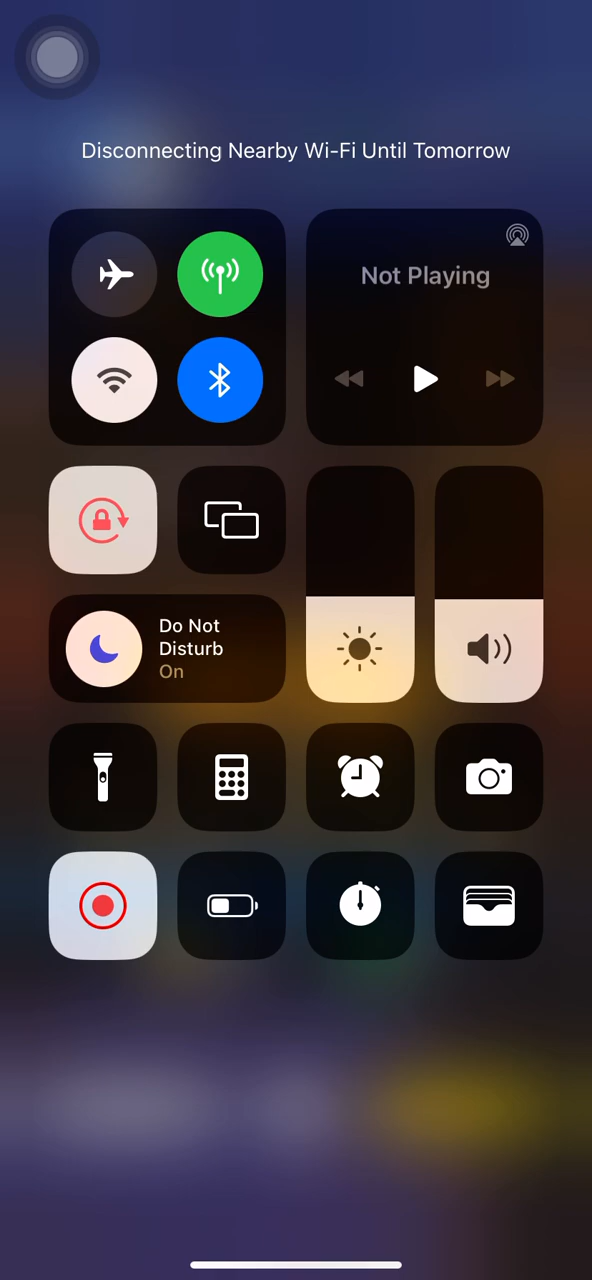 Disconnecting Nearby Wi-Fi Until Tomorrow
Not Playing
Do Not
Disturb
On